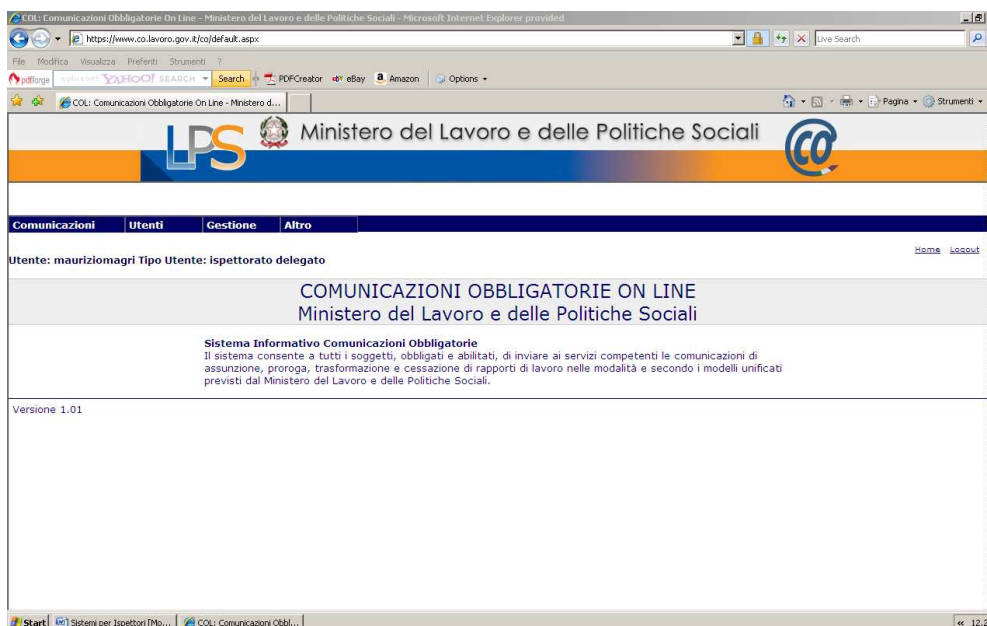 COL: Comunicazioni Obbligatorie On Line - Ministero del Lavoro e delle Politiche Sociali - Microsoft Internet Explorer provided
https://www.co.lavoro.gov.it/co/default.aspx
Live Search
File Modifica Visualizza Preferiti Strumenti ?
pdfforge YAHOO! SEARCH Search PDFCreator eBay Amazon Options
COL: Comunicazioni Obbligatorie On Line - Ministero d...
Pagina Strumenti
LPS Ministero del Lavoro e delle Politiche Sociali CO
Comunicazioni Utenti Gestione Altro
Home Logout
Utente: mauriziomagri Tipo Utente: ispettorato delegato
COMUNICAZIONI OBBLIGATORIE ON LINE
Ministero del Lavoro e delle Politiche Sociali
Sistema Informativo Comunicazioni Obbligatorie
Il sistema consente a tutti i soggetti, obbligati e abilitati, di inviare ai servizi competenti le comunicazioni di
assunzione, proroga, trasformazione e cessazione di rapporti di lavoro nelle modalità e secondo i modelli unificati
previsti dal Ministero del Lavoro e delle Politiche Sociali.
Versione 1.01
Start Sistemi per Ispettori [Mo... COL: Comunicazioni Obbl... « 12.2